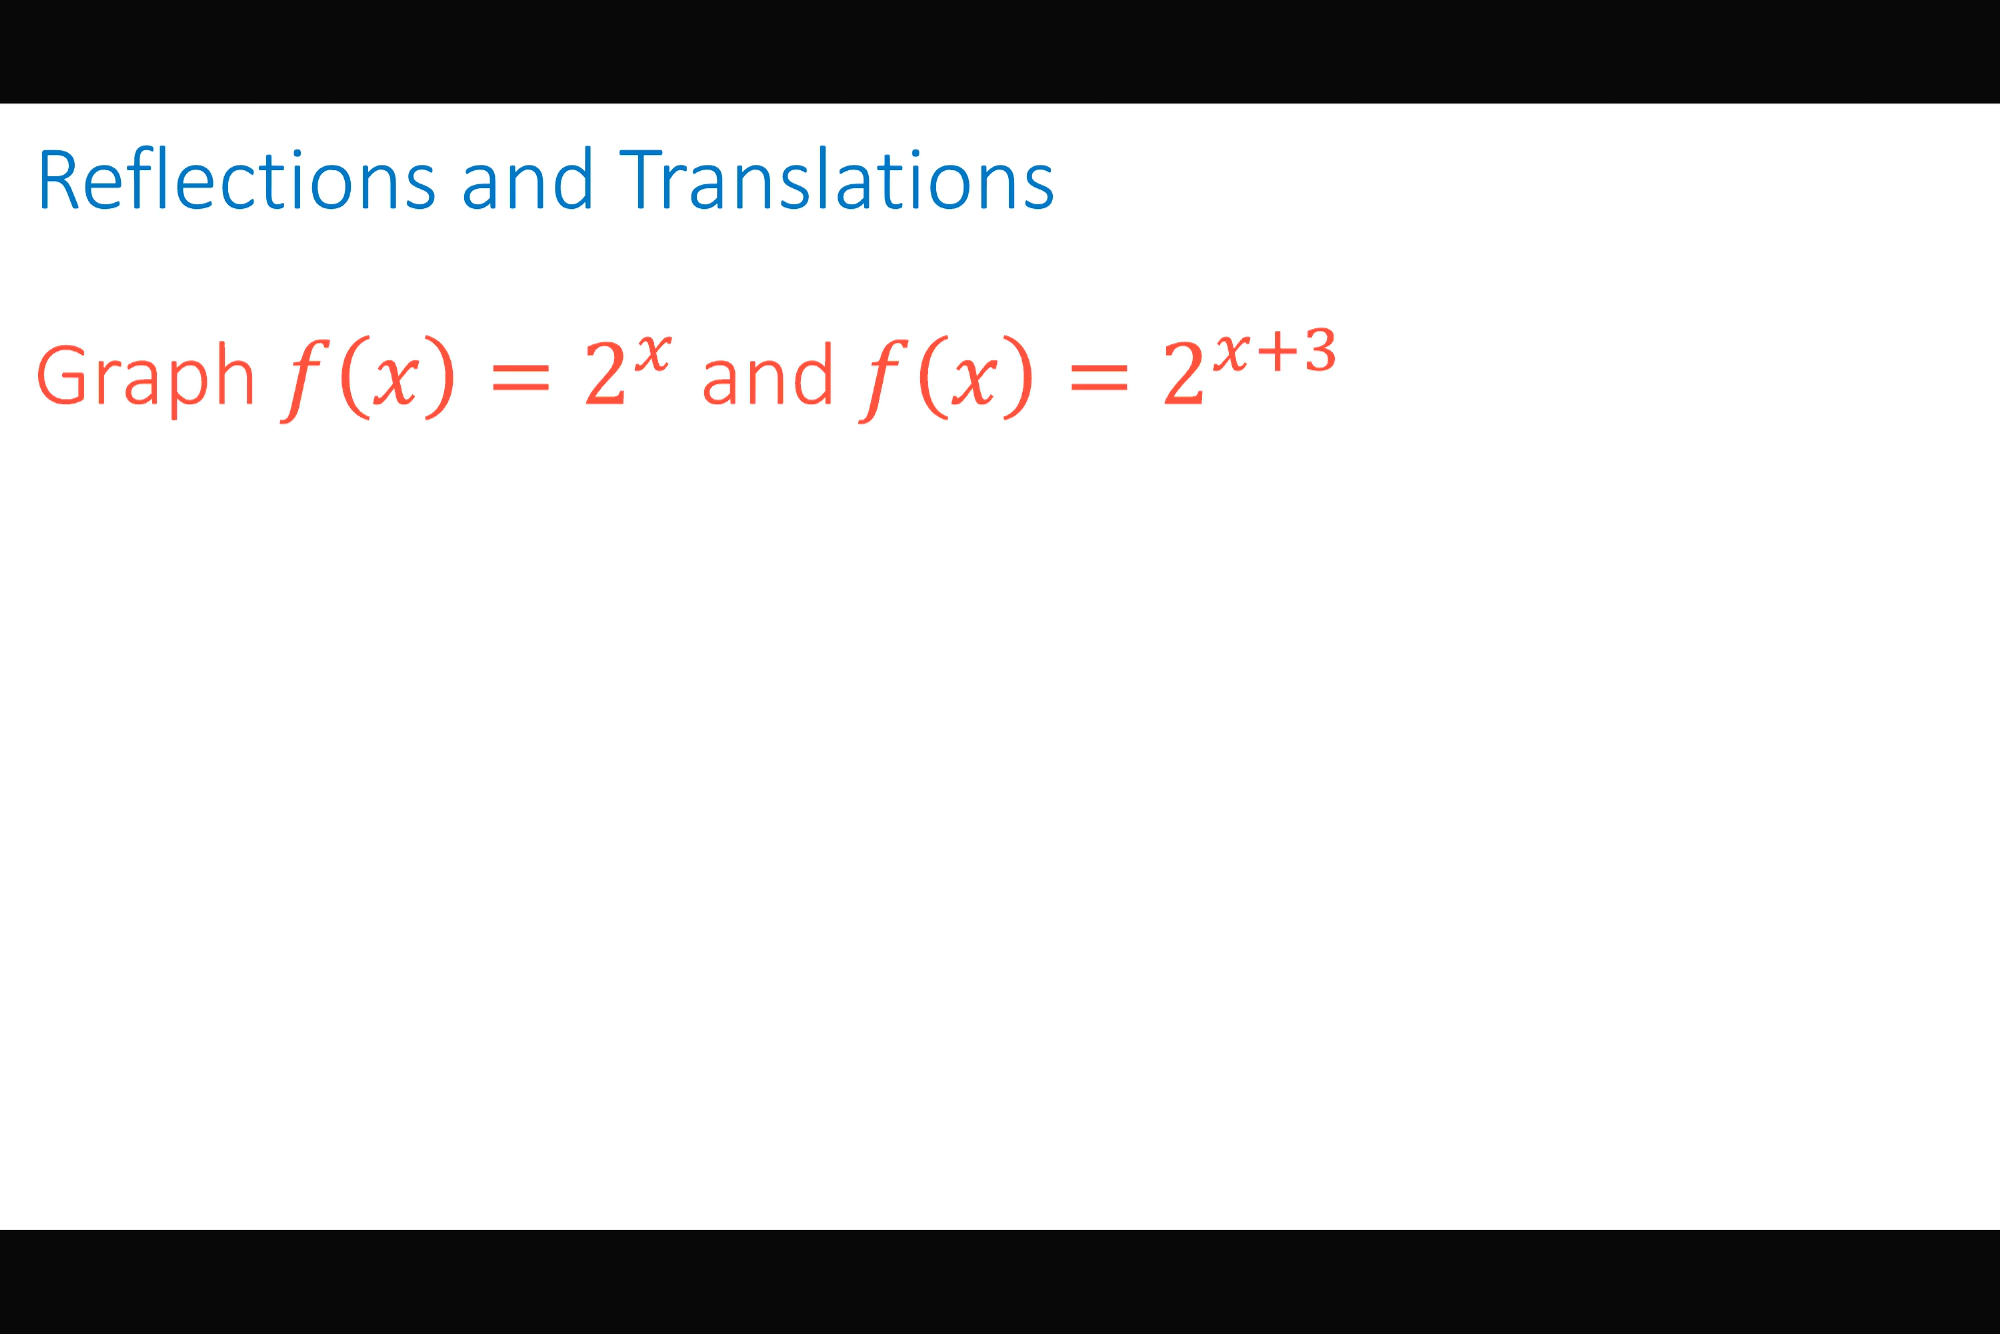 Reflections and Translations
Graph f(x) = 2^x and f(x) = 2^{x+3}